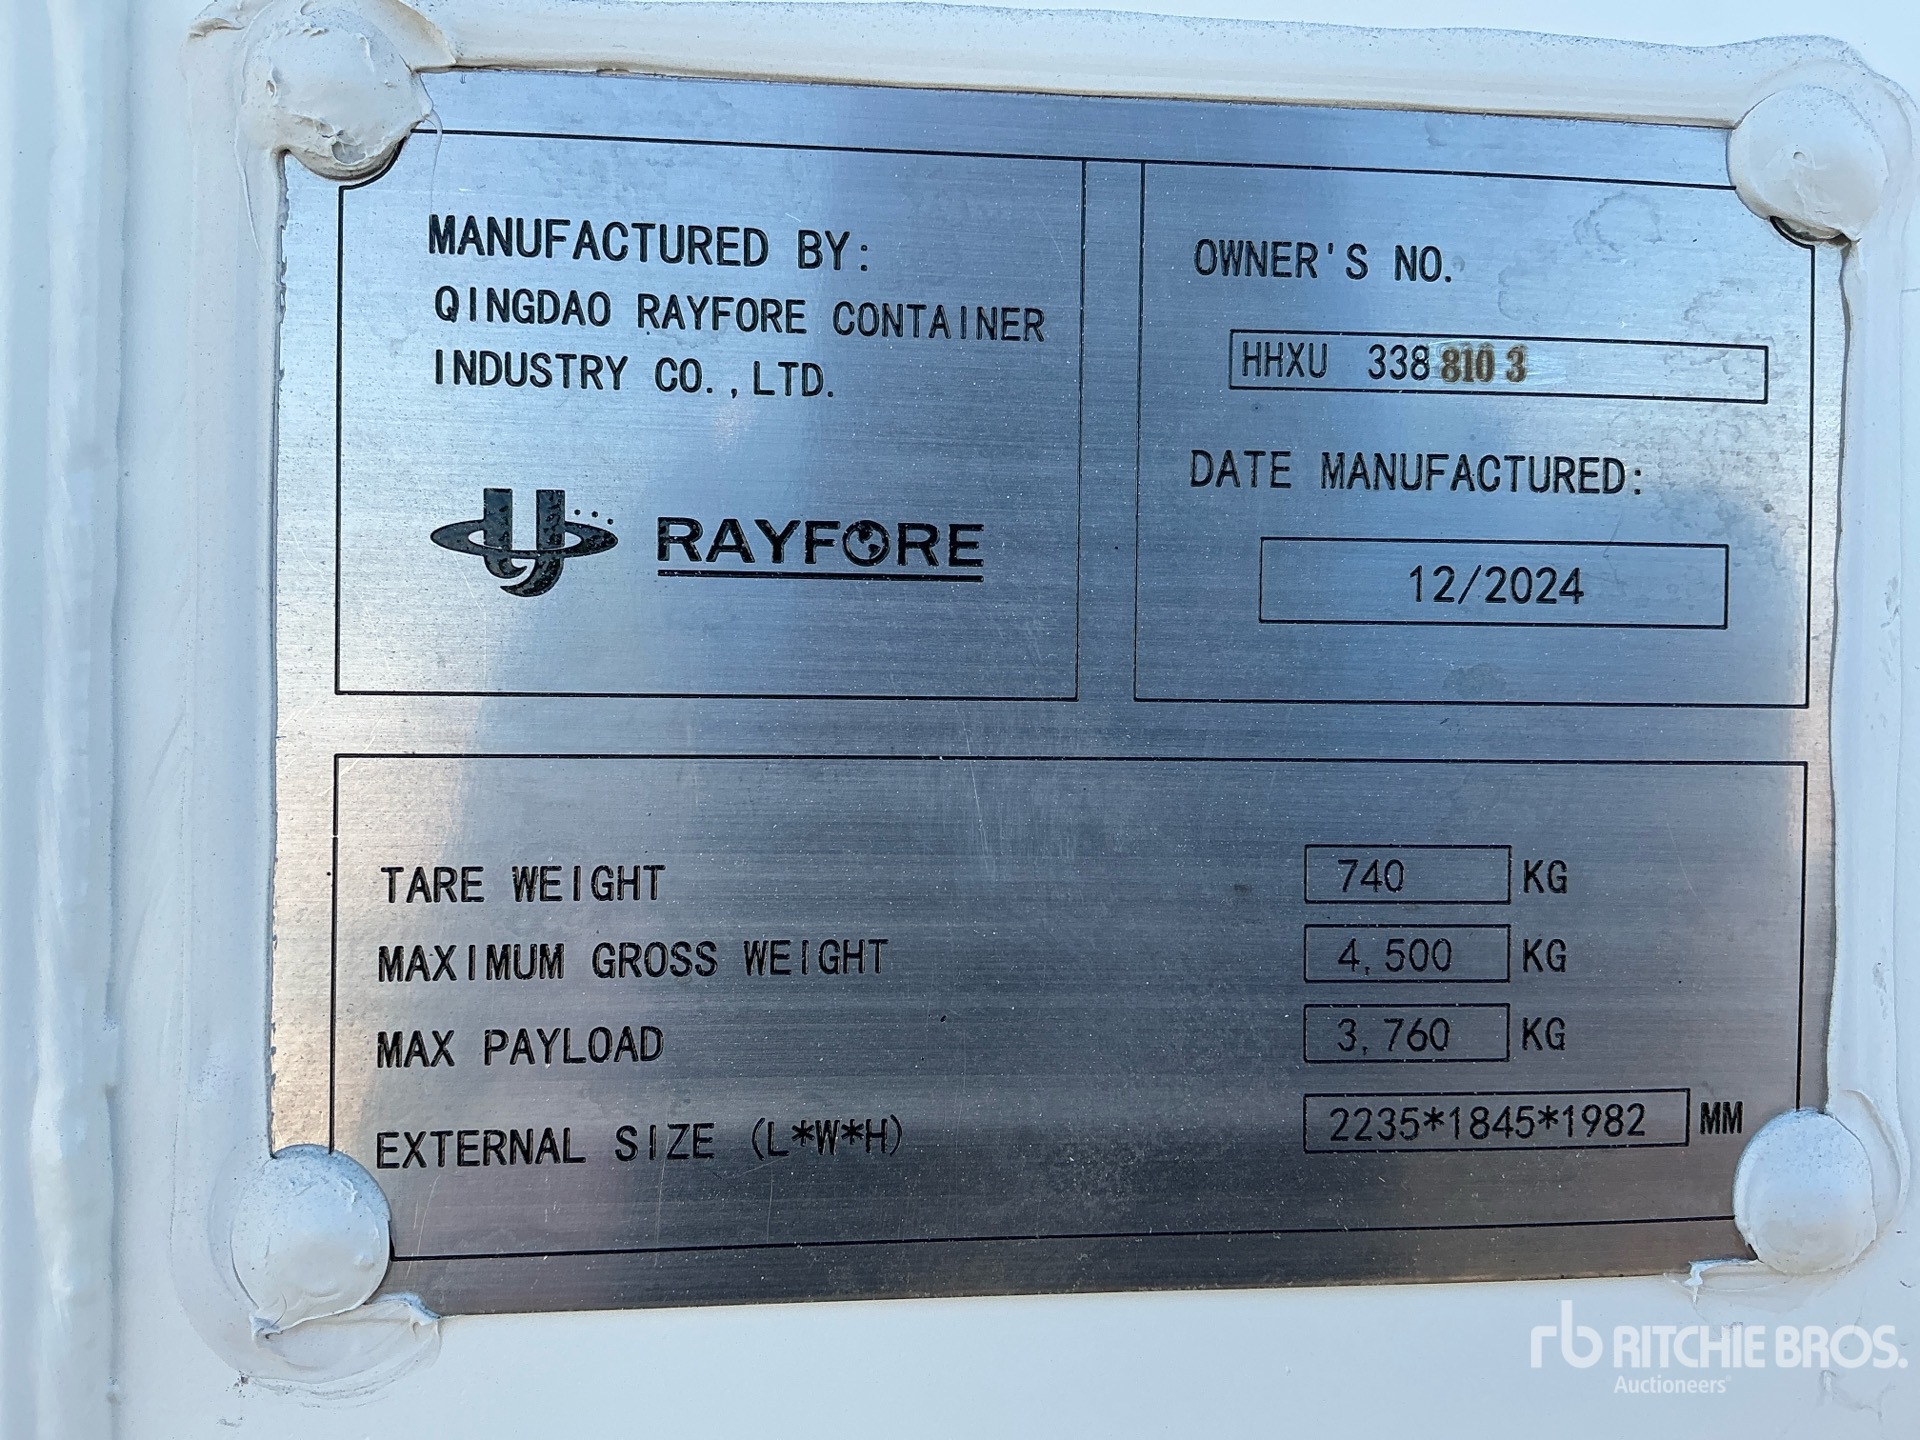 MANUFACTURED BY:
QINGDAO RAYFORE CONTAINER
INDUSTRY CO.,LTD.
RAYFORE
OWNER'S NO.
HHXU 338 810 3
DATE MANUFACTURED:
12/2024
TARE WEIGHT 740 KG
MAXIMUM GROSS WEIGHT 4,500 KG
MAX PAYLOAD 3,760 KG
EXTERNAL SIZE (L*W*H) 2235*1845*1982 MM
rb RITCHIE BROS.
Auctioneers